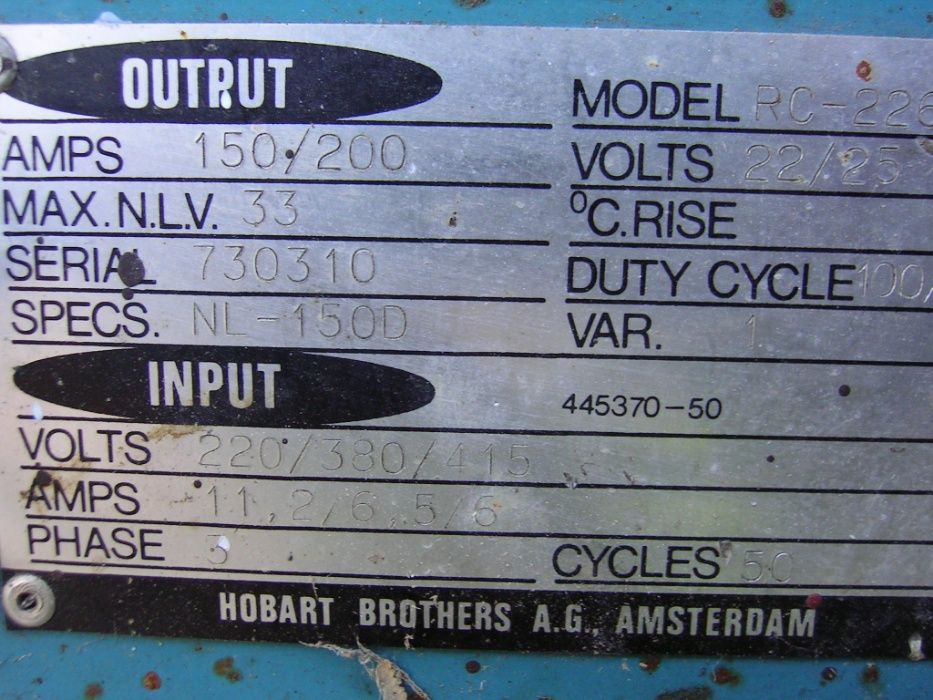 OUTPUT
MODEL RC-226
AMPS 150/200
VOLTS 22/25
MAX. N.L.V. 33
°C. RISE
SERIAL 730310
DUTY CYCLE 100/
SPECS. NL-150D
VAR. 1
INPUT
445370-50
VOLTS 220/380/415
AMPS 11,2/6,5/6
PHASE 3
CYCLES 50
HOBART BROTHERS A.G., AMSTERDAM